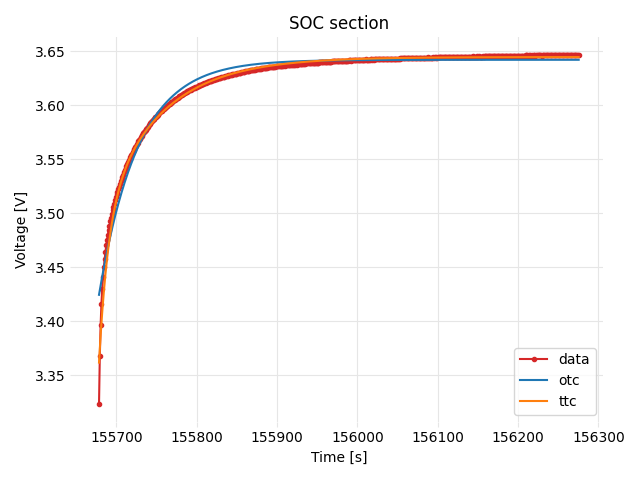 SOC section
Voltage [V]
3.65
3.60
3.55
3.50
3.45
3.40
3.35
data
otc
ttc
155700 155800 155900 156000 156100 156200 156300
Time [s]